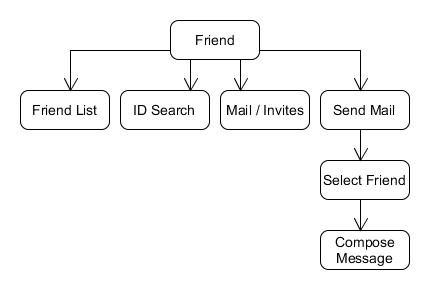 Friend
Friend List
ID Search
Mail / Invites
Send Mail
Select Friend
Compose
Message